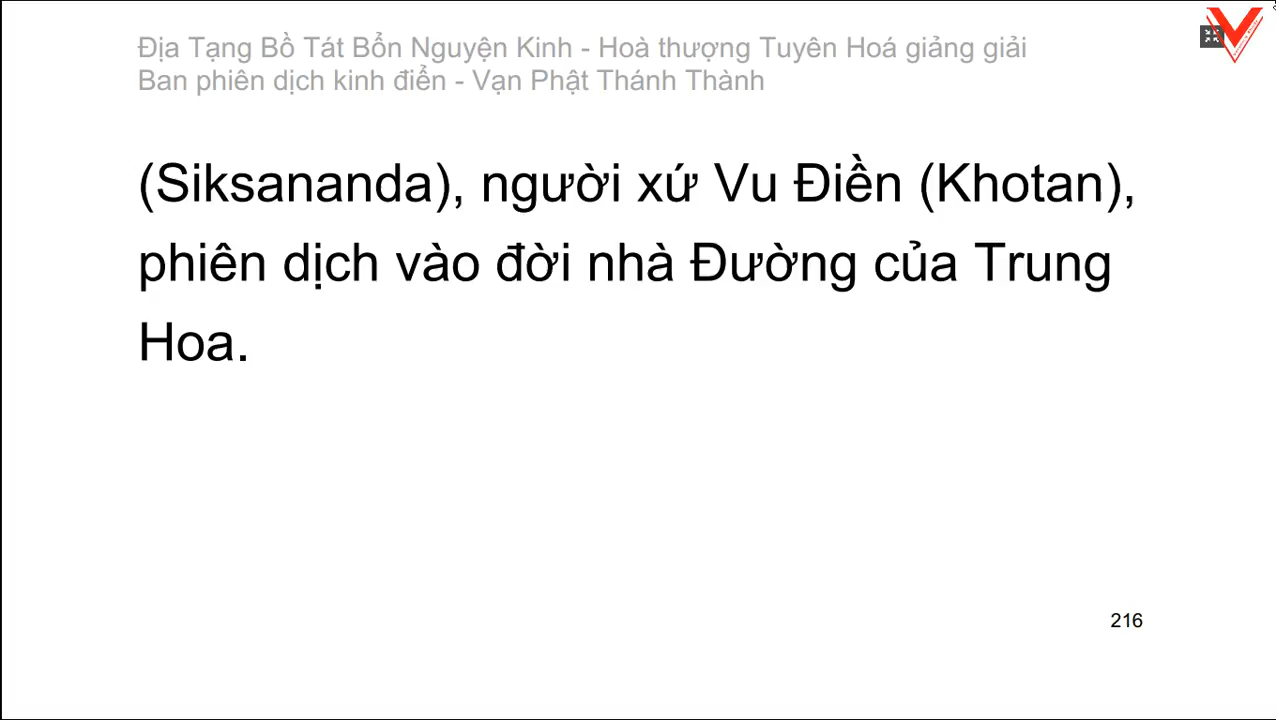 Địa Tạng Bồ Tát Bổn Nguyện Kinh - Hoà thượng Tuyên Hoá giảng giải
Ban phiên dịch kinh điển - Vạn Phật Thánh Thành
(Siksananda), người xứ Vu Điền (Khotan),
phiên dịch vào đời nhà Đường của Trung
Hoa.
216